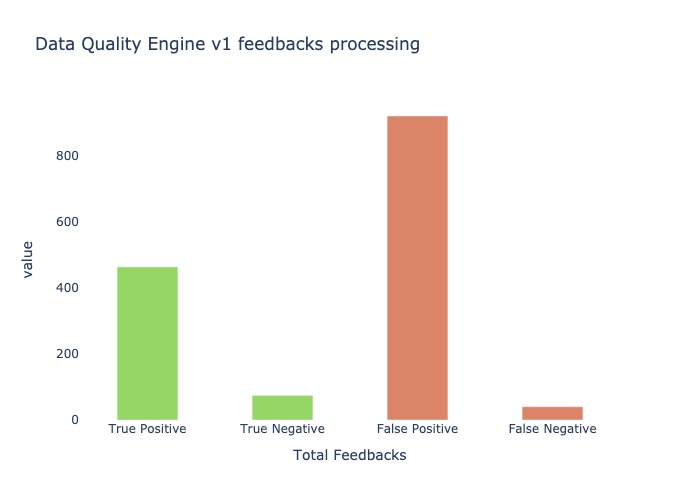 Data Quality Engine v1 feedbacks processing
value
800
600
400
200
0
True Positive
True Negative
False Positive
False Negative
Total Feedbacks